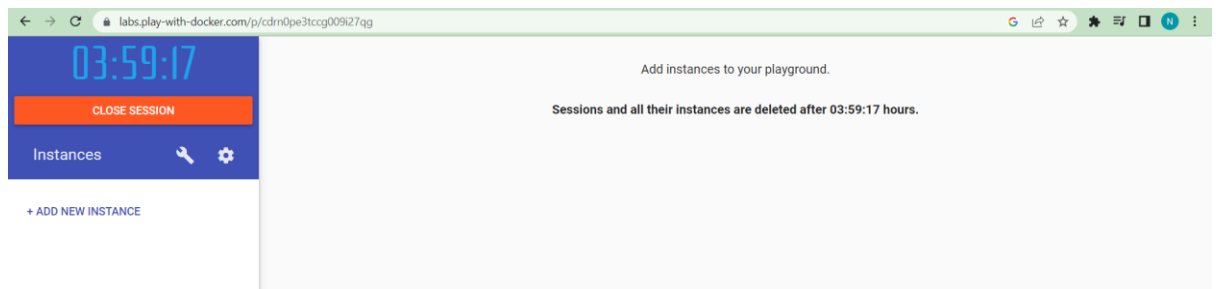 labs.play-with-docker.com/p/cdrn0pe3tccg009i27qg
G
N
03:59:17
CLOSE SESSION
Instances
+ ADD NEW INSTANCE
Add instances to your playground.
Sessions and all their instances are deleted after 03:59:17 hours.